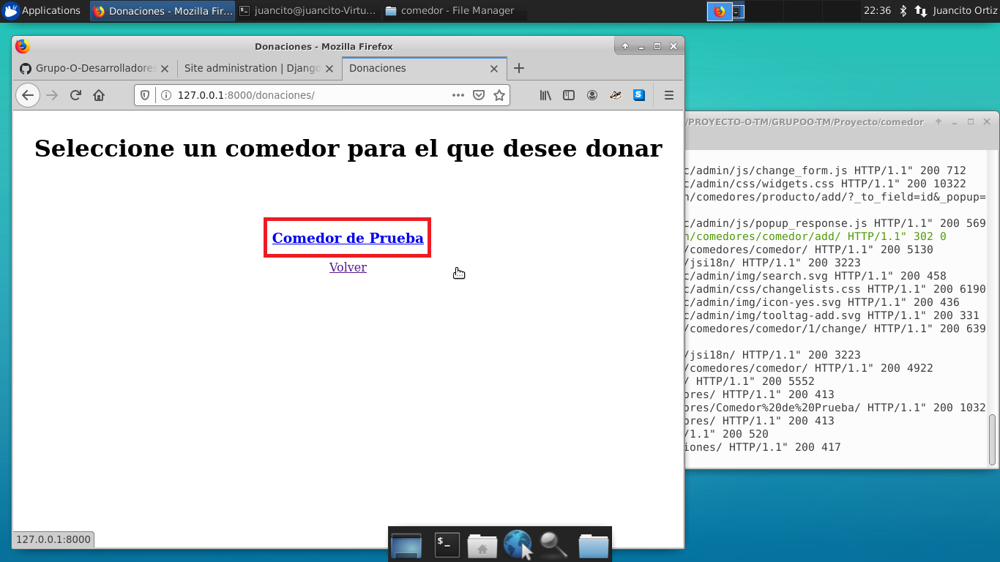 Applications
Donaciones - Mozilla Fir...
juancito@juancito-Virtu...
comedor - File Manager
22:36
Juancito Ortiz
Donaciones - Mozilla Firefox
Grupo-O-Desarrolladores
Site administration | Django
Donaciones
127.0.0.1:8000/donaciones/
Seleccione un comedor para el que desee donar
Comedor de Prueba
Volver
127.0.0.1:8000
/PROYECTO-O-TM/GRUPOO-TM/Proyecto/comedor
c/admin/js/change_form.js HTTP/1.1" 200 712
c/admin/css/widgets.css HTTP/1.1" 200 10322
n/comedores/producto/add/?_to_field=id&_popup=
c/admin/js/popup_response.js HTTP/1.1" 200 569
n/comedores/comedor/add/ HTTP/1.1" 302 0
/comedores/comedor/ HTTP/1.1" 200 5130
/jsi18n/ HTTP/1.1" 200 3223
c/admin/img/search.svg HTTP/1.1" 200 458
c/admin/css/changelists.css HTTP/1.1" 200 6190
c/admin/img/icon-yes.svg HTTP/1.1" 200 436
c/admin/img/tooltag-add.svg HTTP/1.1" 200 331
/comedores/comedor/1/change/ HTTP/1.1" 200 639
/jsi18n/ HTTP/1.1" 200 3223
/comedores/comedor/ HTTP/1.1" 200 4922
/ HTTP/1.1" 200 5552
ores/ HTTP/1.1" 200 413
ores/Comedor%20de%20Prueba/ HTTP/1.1" 200 1032
ores/ HTTP/1.1" 200 413
/1.1" 200 520
iones/ HTTP/1.1" 200 417